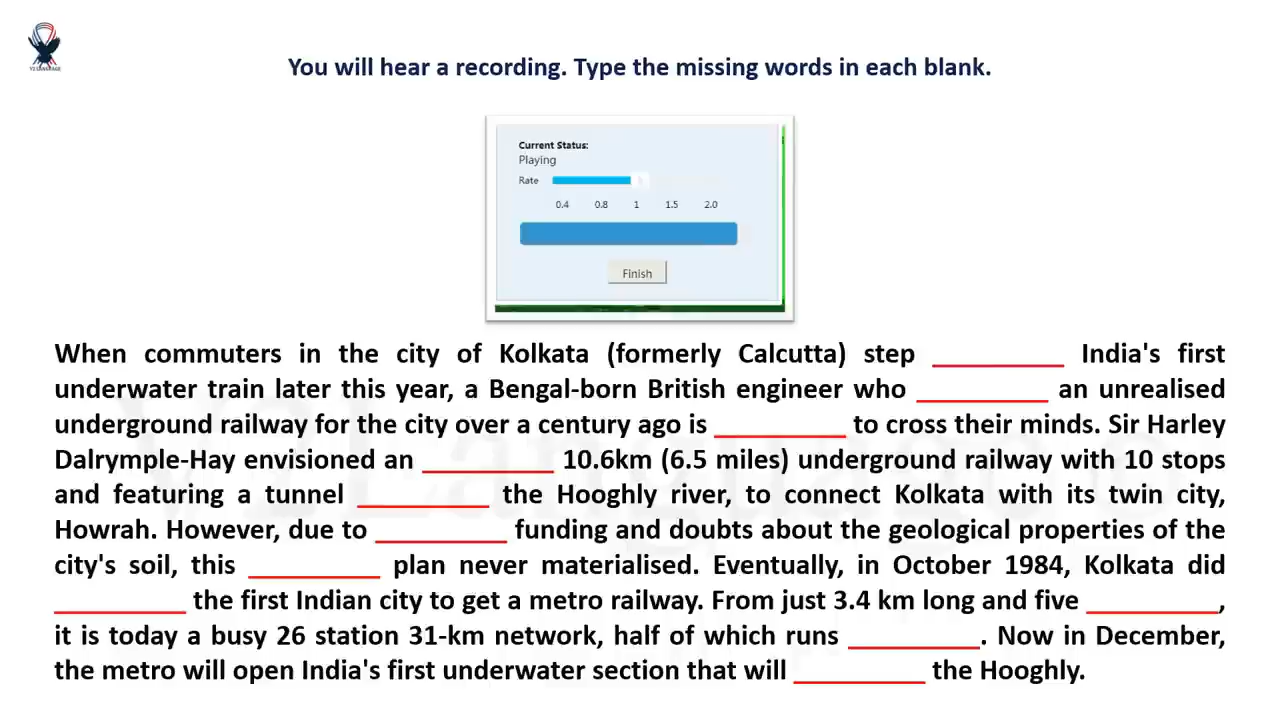 V2 LANGUAGE
You will hear a recording. Type the missing words in each blank.
Current Status:
Playing
Rate
0.4 0.8 1 1.5 2.0
Finish
When commuters in the city of Kolkata (formerly Calcutta) step __________ India's first
underwater train later this year, a Bengal-born British engineer who __________ an unrealised
underground railway for the city over a century ago is __________ to cross their minds. Sir Harley
Dalrymple-Hay envisioned an __________ 10.6km (6.5 miles) underground railway with 10 stops
and featuring a tunnel __________ the Hooghly river, to connect Kolkata with its twin city,
Howrah. However, due to __________ funding and doubts about the geological properties of the
city's soil, this __________ plan never materialised. Eventually, in October 1984, Kolkata did
__________ the first Indian city to get a metro railway. From just 3.4 km long and five __________,
it is today a busy 26 station 31-km network, half of which runs __________. Now in December,
the metro will open India's first underwater section that will __________ the Hooghly.